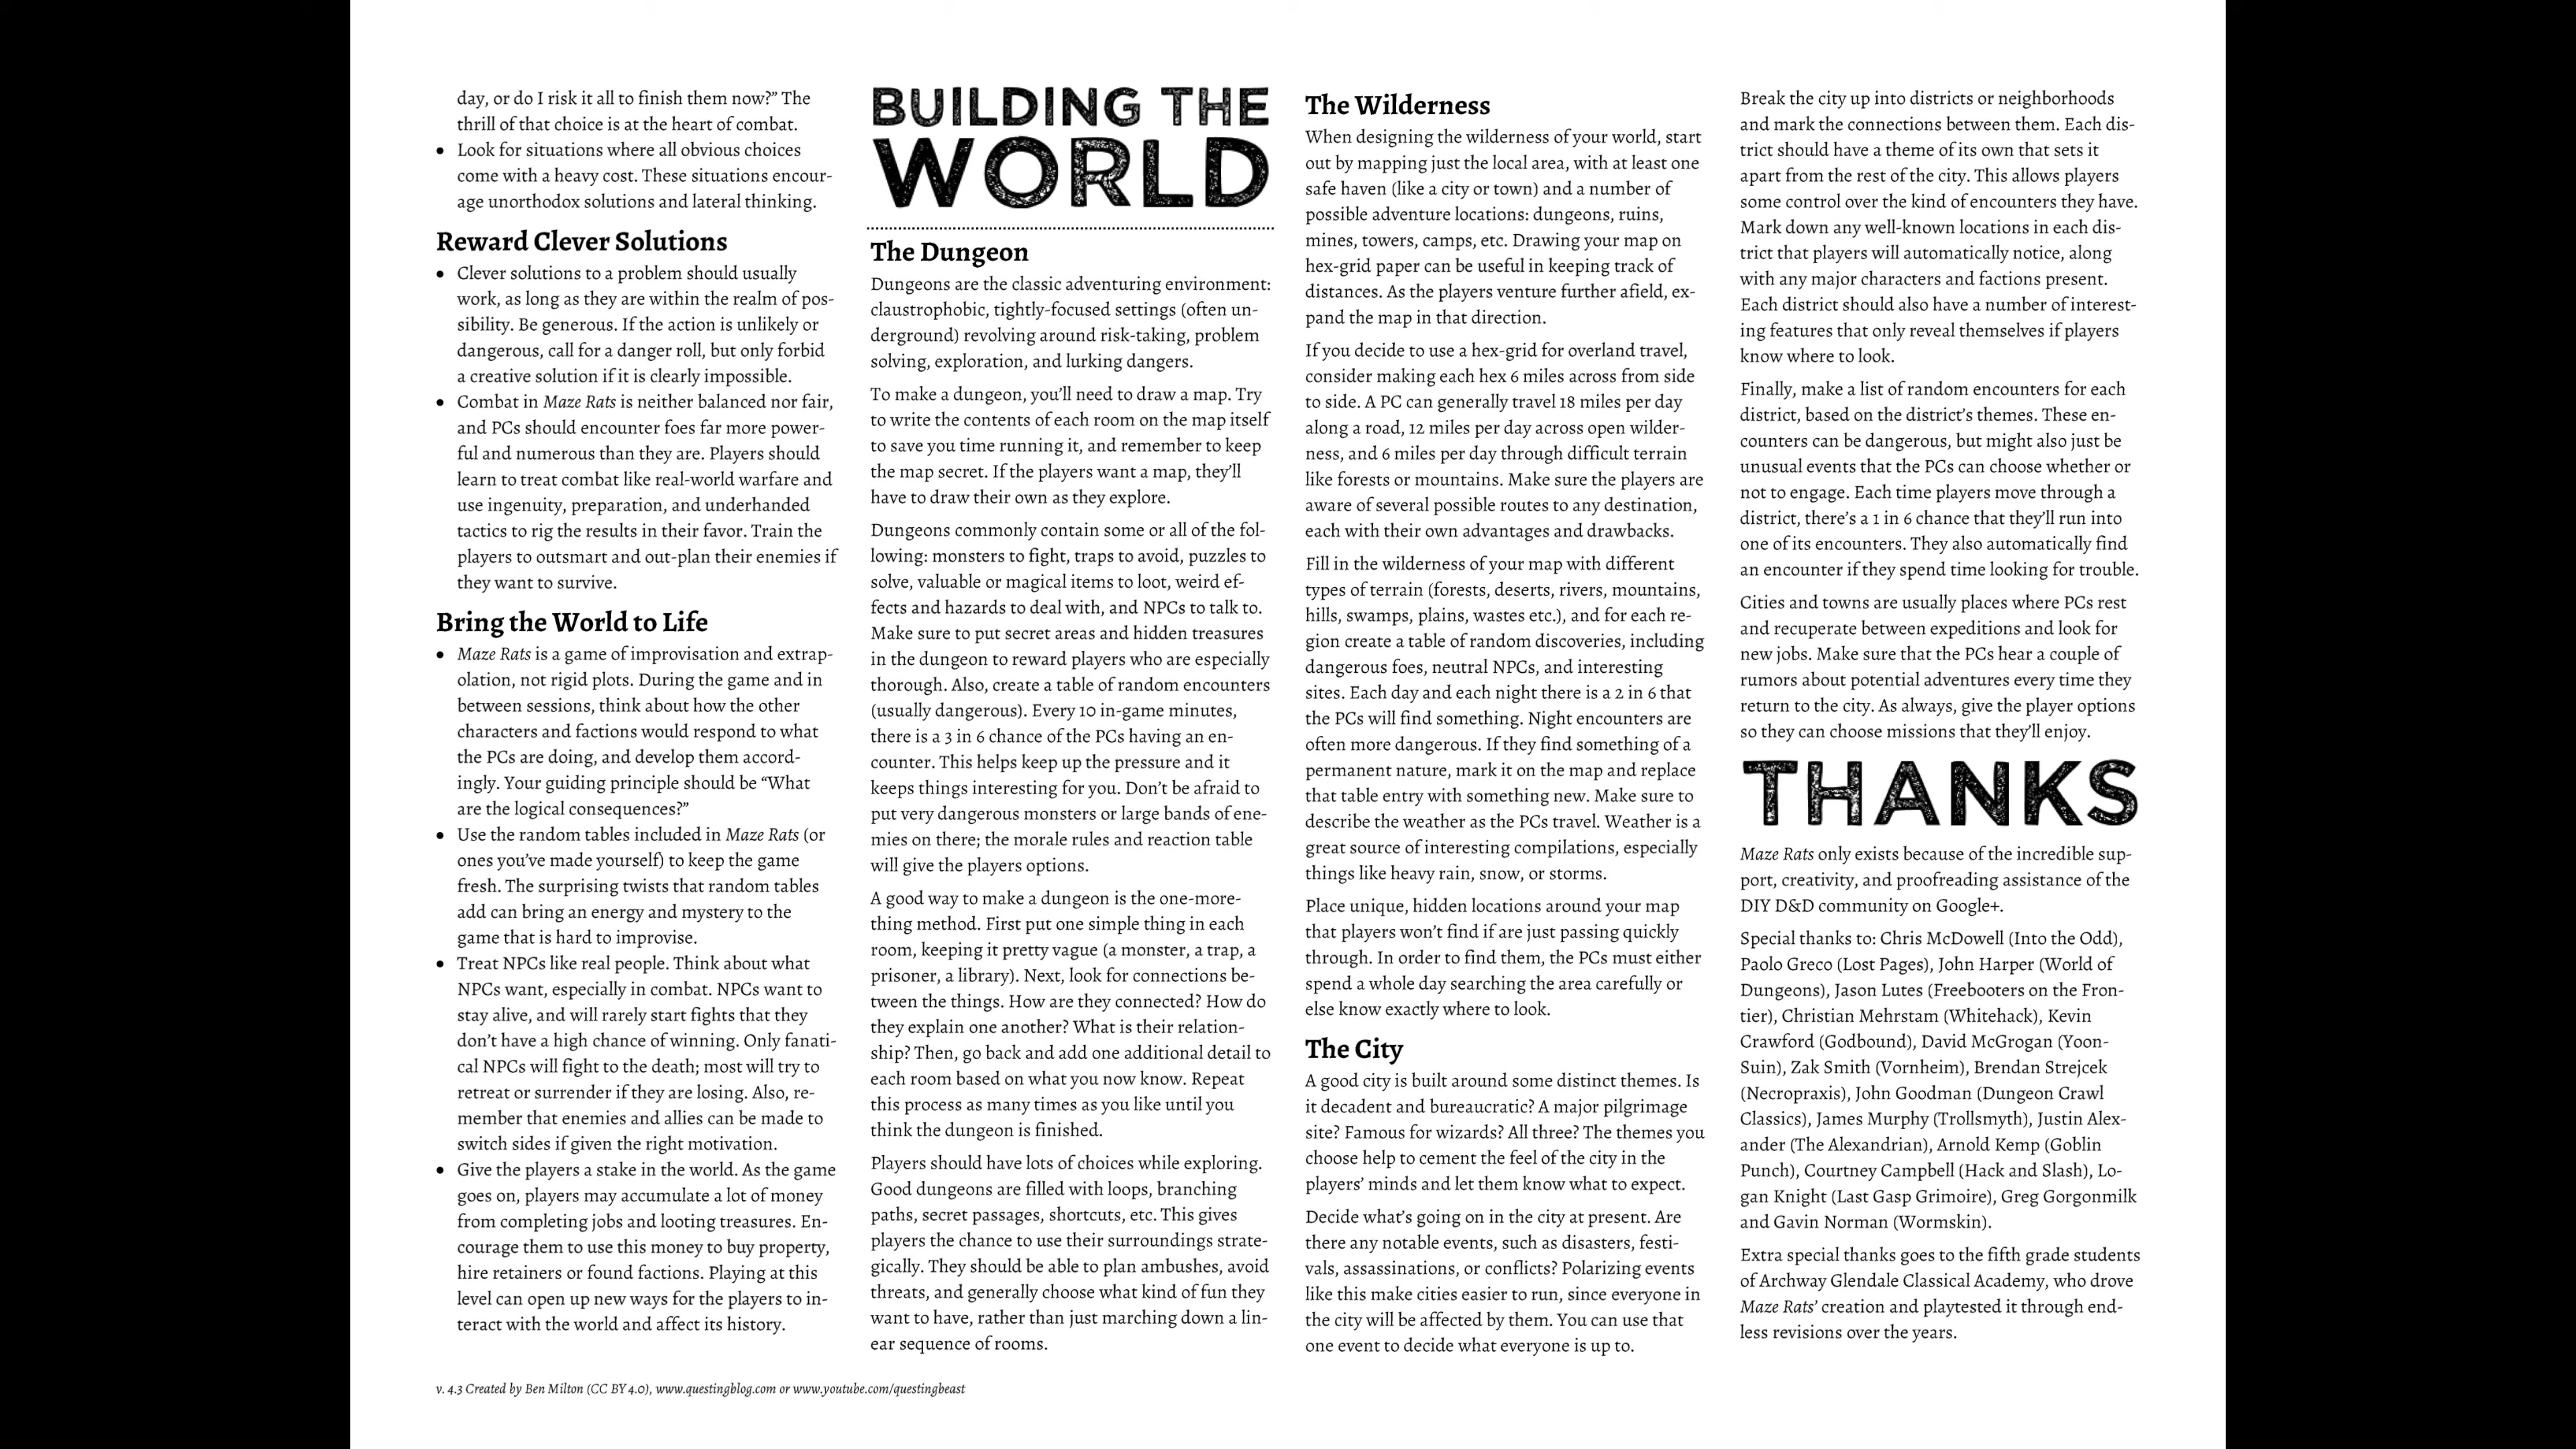 day, or do I risk it all to finish them now?” The
thrill of that choice is at the heart of combat.
• Look for situations where all obvious choices
come with a heavy cost. These situations encour-
age unorthodox solutions and lateral thinking.
Reward Clever Solutions
• Clever solutions to a problem should usually
work, as long as they are within the realm of pos-
sibility. Be generous. If the action is unlikely or
dangerous, call for a danger roll, but only forbid
a creative solution if it is clearly impossible.
• Combat in Maze Rats is neither balanced nor fair,
and PCs should encounter foes far more power-
ful and numerous than they are. Players should
learn to treat combat like real-world warfare and
use ingenuity, preparation, and underhanded
tactics to rig the results in their favor. Train the
players to outsmart and out-plan their enemies if
they want to survive.
Bring the World to Life
• Maze Rats is a game of improvisation and extrap-
olation, not rigid plots. During the game and in
between sessions, think about how the other
characters and factions would respond to what
the PCs are doing, and develop them accord-
ingly. Your guiding principle should be “What
are the logical consequences?”
• Use the random tables included in Maze Rats (or
ones you’ve made yourself) to keep the game
fresh. The surprising twists that random tables
add can bring an energy and mystery to the
game that is hard to improvise.
• Treat NPCs like real people. Think about what
NPCs want, especially in combat. NPCs want to
stay alive, and will rarely start fights that they
don’t have a high chance of winning. Only fanati-
cal NPCs will fight to the death; most will try to
retreat or surrender if they are losing. Also, re-
member that enemies and allies can be made to
switch sides if given the right motivation.
• Give the players a stake in the world. As the game
goes on, players may accumulate a lot of money
from completing jobs and looting treasures. En-
courage them to use this money to buy property,
hire retainers or found factions. Playing at this
level can open up new ways for the players to in-
teract with the world and affect its history.
BUILDING THE
WORLD
The Dungeon
Dungeons are the classic adventuring environment:
claustrophobic, tightly-focused settings (often un-
derground) revolving around risk-taking, problem
solving, exploration, and lurking dangers.
To make a dungeon, you’ll need to draw a map. Try
to write the contents of each room on the map itself
to save you time running it, and remember to keep
the map secret. If the players want a map, they’ll
have to draw their own as they explore.
Dungeons commonly contain some or all of the fol-
lowing: monsters to fight, traps to avoid, puzzles to
solve, valuable or magical items to loot, weird ef-
fects and hazards to deal with, and NPCs to talk to.
Make sure to put secret areas and hidden treasures
in the dungeon to reward players who are especially
thorough. Also, create a table of random encounters
(usually dangerous). Every 10 in-game minutes,
there is a 3 in 6 chance of the PCs having an en-
counter. This helps keep up the pressure and it
keeps things interesting for you. Don’t be afraid to
put very dangerous monsters or large bands of ene-
mies on there; the morale rules and reaction table
will give the players options.
A good way to make a dungeon is the one-more-
thing method. First put one simple thing in each
room, keeping it pretty vague (a monster, a trap, a
prisoner, a library). Next, look for connections be-
tween the things. How are they connected? How do
they explain one another? What is their relation-
ship? Then, go back and add one additional detail to
each room based on what you now know. Repeat
this process as many times as you like until you
think the dungeon is finished.
Players should have lots of choices while exploring.
Good dungeons are filled with loops, branching
paths, secret passages, shortcuts, etc. This gives
players the chance to use their surroundings strate-
gically. They should be able to plan ambushes, avoid
threats, and generally choose what kind of fun they
want to have, rather than just marching down a lin-
ear sequence of rooms.
The Wilderness
When designing the wilderness of your world, start
out by mapping just the local area, with at least one
safe haven (like a city or town) and a number of
possible adventure locations: dungeons, ruins,
mines, towers, camps, etc. Drawing your map on
hex-grid paper can be useful in keeping track of
distances. As the players venture further afield, ex-
pand the map in that direction.
If you decide to use a hex-grid for overland travel,
consider making each hex 6 miles across from side
to side. A PC can generally travel 18 miles per day
along a road, 12 miles per day across open wilder-
ness, and 6 miles per day through difficult terrain
like forests or mountains. Make sure the players are
aware of several possible routes to any destination,
each with their own advantages and drawbacks.
Fill in the wilderness of your map with different
types of terrain (forests, deserts, rivers, mountains,
hills, swamps, plains, wastes etc.), and for each re-
gion create a table of random discoveries, including
dangerous foes, neutral NPCs, and interesting
sites. Each day and each night there is a 2 in 6 that
the PCs will find something. Night encounters are
often more dangerous. If they find something of a
permanent nature, mark it on the map and replace
that table entry with something new. Make sure to
describe the weather as the PCs travel. Weather is a
great source of interesting compilations, especially
things like heavy rain, snow, or storms.
Place unique, hidden locations around your map
that players won’t find if are just passing quickly
through. In order to find them, the PCs must either
spend a whole day searching the area carefully or
else know exactly where to look.
The City
A good city is built around some distinct themes. Is
it decadent and bureaucratic? A major pilgrimage
site? Famous for wizards? All three? The themes you
choose help to cement the feel of the city in the
players’ minds and let them know what to expect.
Decide what’s going on in the city at present. Are
there any notable events, such as disasters, festi-
vals, assassinations, or conflicts? Polarizing events
like this make cities easier to run, since everyone in
the city will be affected by them. You can use that
one event to decide what everyone is up to.
Break the city up into districts or neighborhoods
and mark the connections between them. Each dis-
trict should have a theme of its own that sets it
apart from the rest of the city. This allows players
some control over the kind of encounters they have.
Mark down any well-known locations in each dis-
trict that players will automatically notice, along
with any major characters and factions present.
Each district should also have a number of interest-
ing features that only reveal themselves if players
know where to look.
Finally, make a list of random encounters for each
district, based on the district’s themes. These en-
counters can be dangerous, but might also just be
unusual events that the PCs can choose whether or
not to engage. Each time players move through a
district, there’s a 1 in 6 chance that they’ll run into
one of its encounters. They also automatically find
an encounter if they spend time looking for trouble.
Cities and towns are usually places where PCs rest
and recuperate between expeditions and look for
new jobs. Make sure that the PCs hear a couple of
rumors about potential adventures every time they
return to the city. As always, give the player options
so they can choose missions that they’ll enjoy.
THANKS
Maze Rats only exists because of the incredible sup-
port, creativity, and proofreading assistance of the
DIY D&D community on Google+.
Special thanks to: Chris McDowell (Into the Odd),
Paolo Greco (Lost Pages), John Harper (World of
Dungeons), Jason Lutes (Freebooters on the Fron-
tier), Christian Mehrstam (Whitehack), Kevin
Crawford (Godbound), David McGrogan (Yoon-
Suin), Zak Smith (Vornheim), Brendan Strejcek
(Necropraxis), John Goodman (Dungeon Crawl
Classics), James Murphy (Trollsmyth), Justin Alex-
ander (The Alexandrian), Arnold Kemp (Goblin
Punch), Courtney Campbell (Hack and Slash), Lo-
gan Knight (Last Gasp Grimoire), Greg Gorgonmilk
and Gavin Norman (Wormskin).
Extra special thanks goes to the fifth grade students
of Archway Glendale Classical Academy, who drove
Maze Rats’ creation and playtested it through end-
less revisions over the years.
v. 4.3 Created by Ben Milton (CC BY 4.0), www.questingblog.com or www.youtube.com/questingbeast